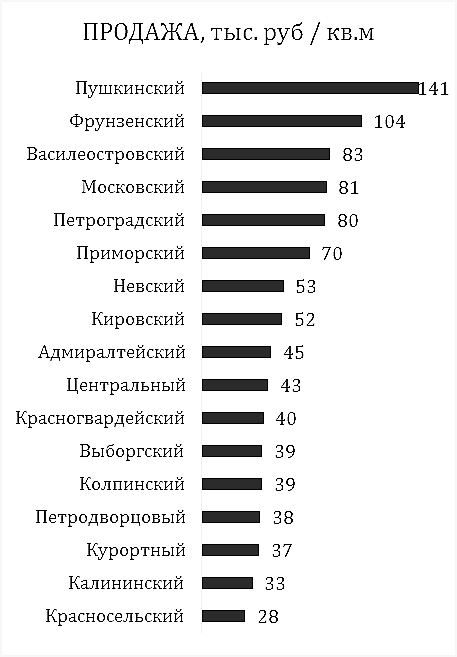 ПРОДАЖА, тыс. руб / кв.м
Пушкинский 141
Фрунзенский 104
Василеостровский 83
Московский 81
Петроградский 80
Приморский 70
Невский 53
Кировский 52
Адмиралтейский 45
Центральный 43
Красногвардейский 40
Выборгский 39
Колпинский 39
Петродворцовый 38
Курортный 37
Калининский 33
Красносельский 28